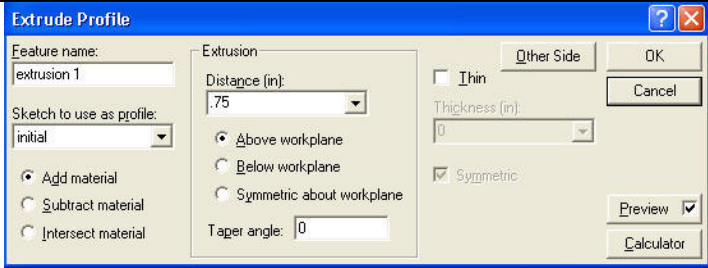 Extrude Profile
Feature name:
extrusion 1
Sketch to use as profile:
initial
Add material
Subtract material
Intersect material
Extrusion
Distance (in):
.75
Above workplane
Below workplane
Symmetric about workplane
Taper angle: 0
Other Side
Thin
Thickness (in):
0
Symmetric
OK
Cancel
Preview
Calculator